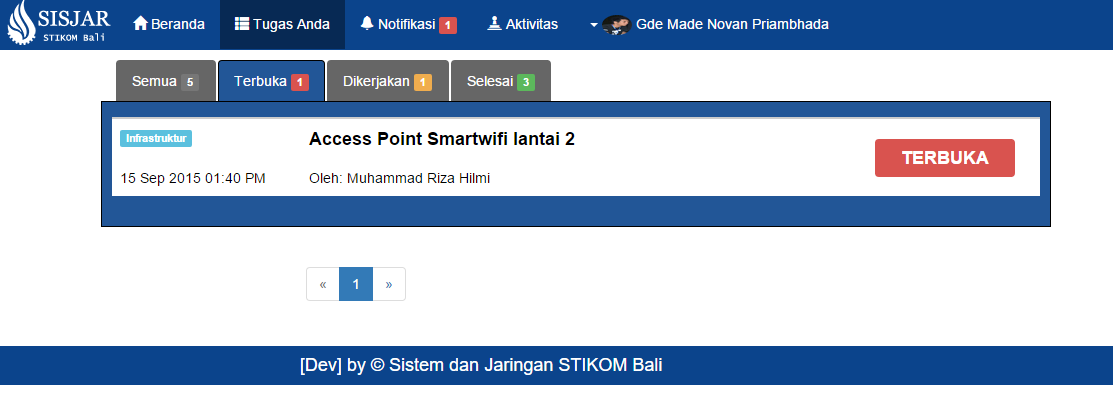 SISJAR
STIKOM Bali
Beranda
Tugas Anda
Notifikasi 1
Aktivitas
Gde Made Novan Priambhada
Semua 5
Terbuka 1
Dikerjakan 1
Selesai 3
Infrastruktur
Access Point Smartwifi lantai 2
TERBUKA
15 Sep 2015 01:40 PM
Oleh: Muhammad Riza Hilmi
« 1 »
[Dev] by © Sistem dan Jaringan STIKOM Bali